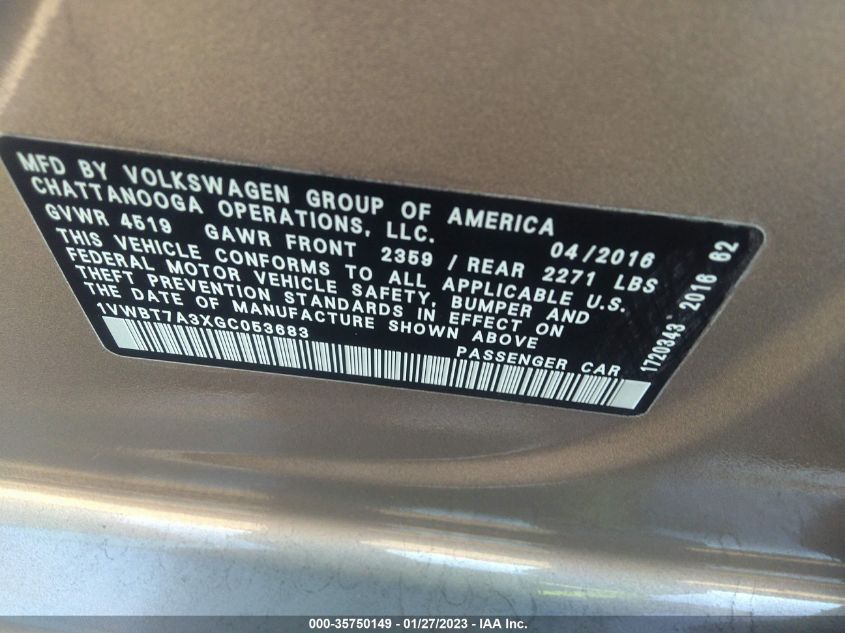 MFD BY VOLKSWAGEN GROUP OF AMERICA
CHATTANOOGA OPERATIONS, LLC. 04/2016
GVWR 4519 GAWR FRONT 2359 / REAR 2271 LBS
THIS VEHICLE CONFORMS TO ALL APPLICABLE U.S.
FEDERAL MOTOR VEHICLE SAFETY, BUMPER AND
THEFT PREVENTION STANDARDS IN EFFECT ON
THE DATE OF MANUFACTURE SHOWN ABOVE
1VWBT7A3XGC053683 PASSENGER CAR
1T20343 2016 62
000-35750149 - 01/27/2023 - IAA Inc.